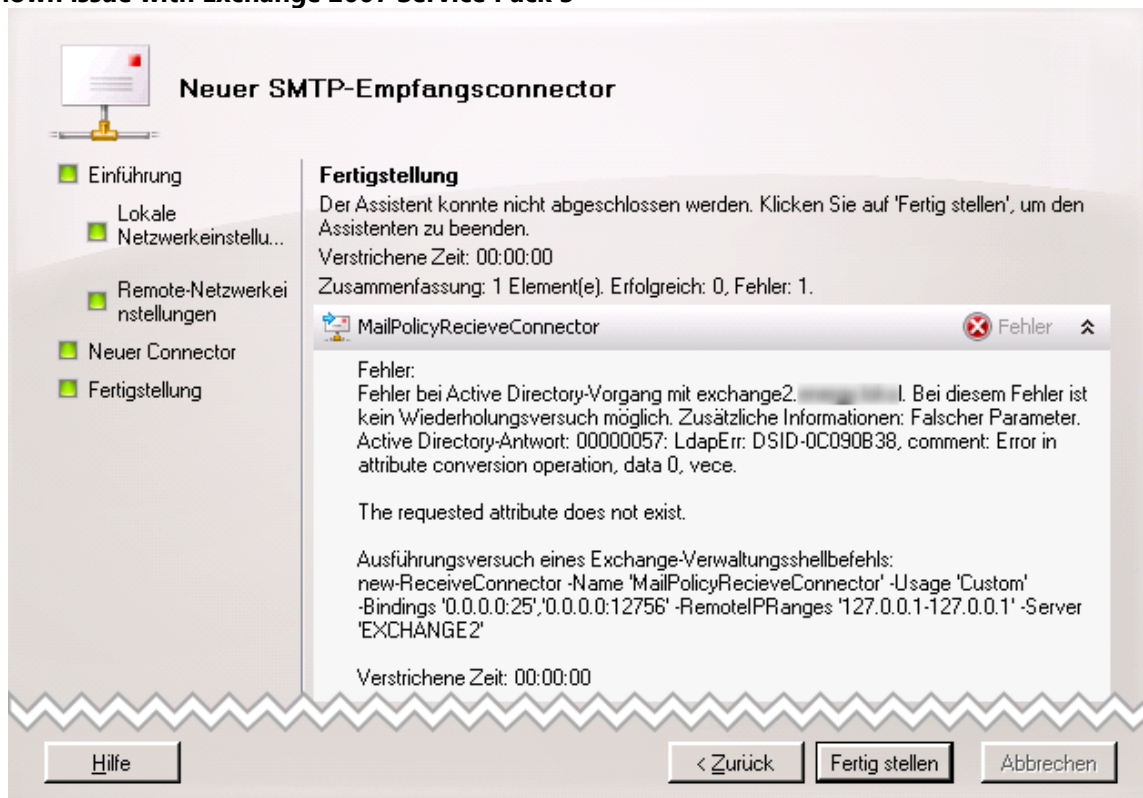 Issue with Exchange 2007 Service Pack 3
Neuer SMTP-Empfangsconnector
Einführung
Lokale
Netzwerkeinstellu...
Remote-Netzwerkei
nstellungen
Neuer Connector
Fertigstellung
Fertigstellung
Der Assistent konnte nicht abgeschlossen werden. Klicken Sie auf 'Fertig stellen', um den
Assistenten zu beenden.
Verstrichene Zeit: 00:00:00
Zusammenfassung: 1 Element(e). Erfolgreich: 0, Fehler: 1.
MailPolicyRecieveConnector
Fehler
Fehler:
Fehler bei Active Directory-Vorgang mit exchange2. l. Bei diesem Fehler ist
kein Wiederholungsversuch möglich. Zusätzliche Informationen: Falscher Parameter.
Active Directory-Antwort: 00000057: LdapErr: DSID-0C090B38, comment: Error in
attribute conversion operation, data 0, vece.
The requested attribute does not exist.
Ausführungsversuch eines Exchange-Verwaltungsshellbefehls:
new-ReceiveConnector -Name 'MailPolicyRecieveConnector' -Usage 'Custom'
-Bindings '0.0.0.0:25','0.0.0.0:12756' -RemoteIPRanges '127.0.0.1-127.0.0.1' -Server
'EXCHANGE2'
Verstrichene Zeit: 00:00:00
Hilfe
< Zurück
Fertig stellen
Abbrechen